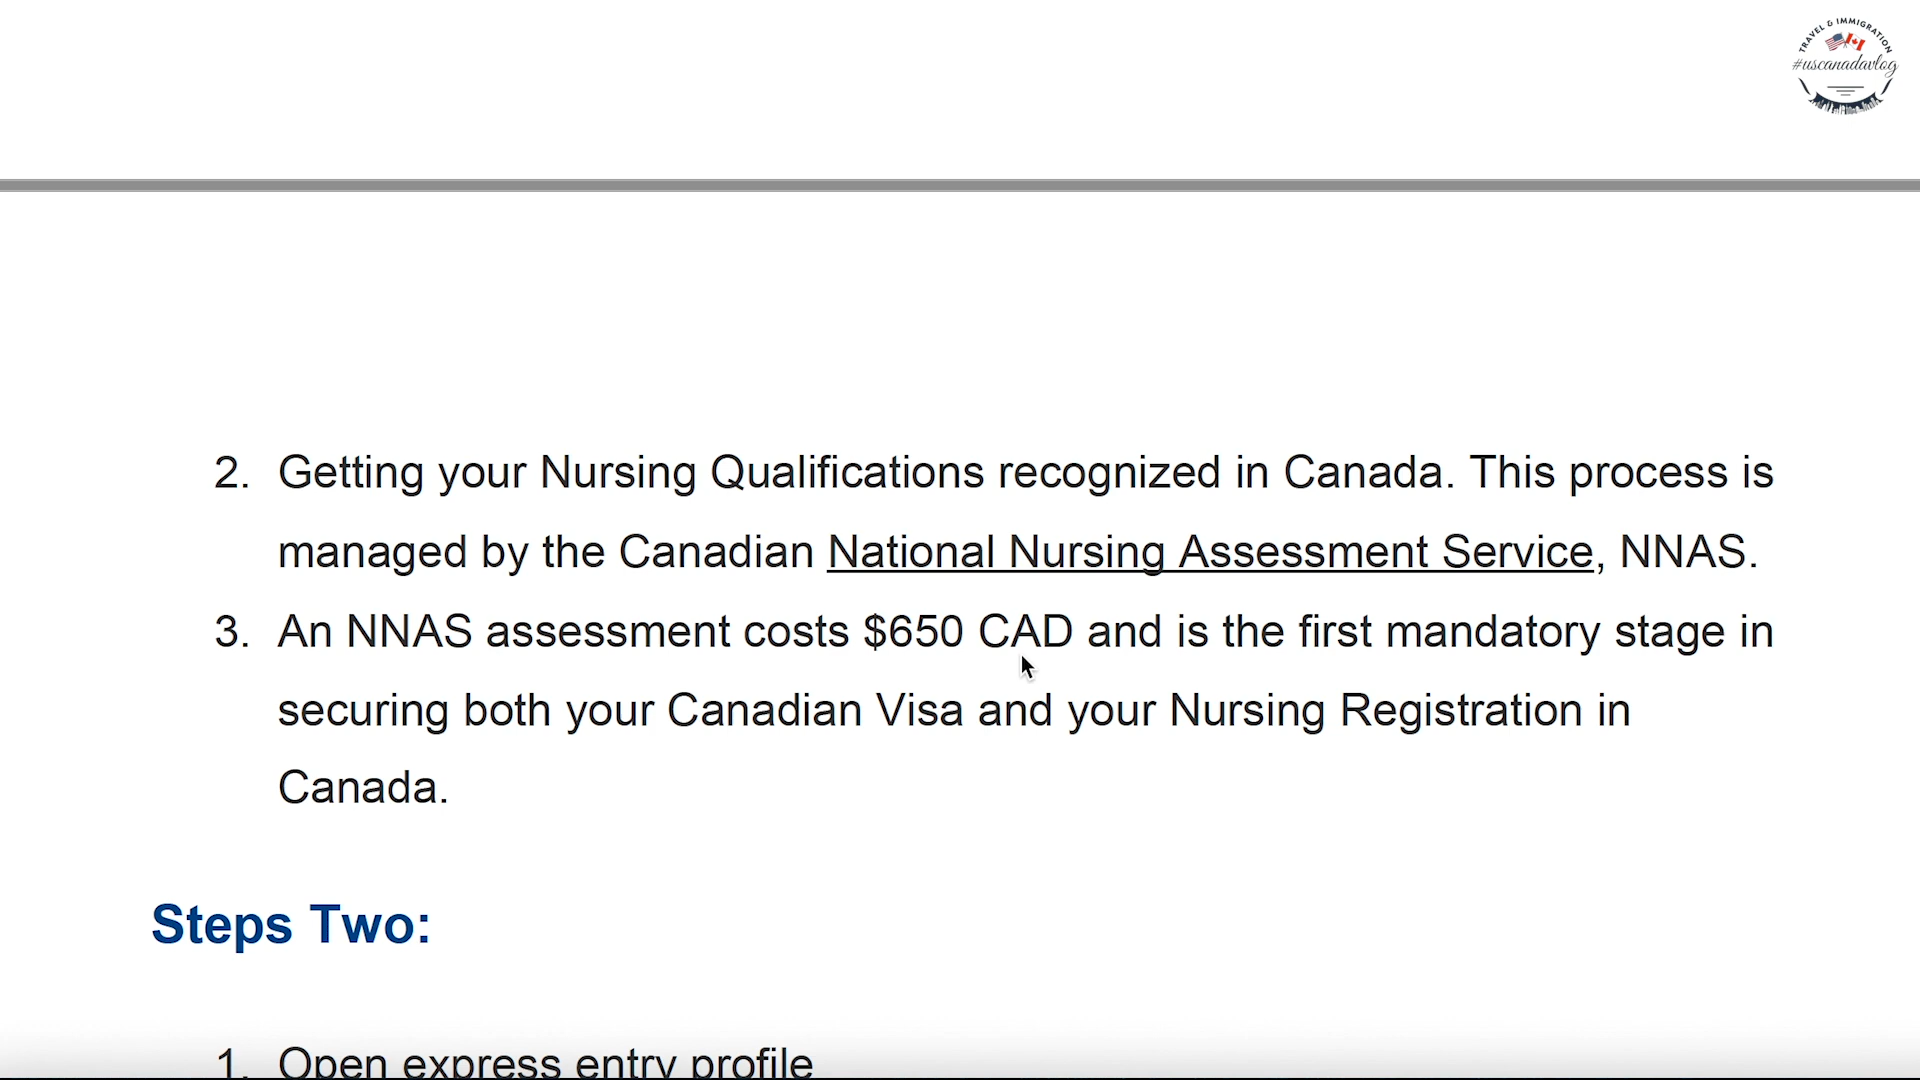 TRAVEL & IMMIGRATION
#uscanadavlog
2. Getting your Nursing Qualifications recognized in Canada. This process is
managed by the Canadian National Nursing Assessment Service, NNAS.
3. An NNAS assessment costs $650 CAD and is the first mandatory stage in
securing both your Canadian Visa and your Nursing Registration in
Canada.
Steps Two:
1. Open express entry profile